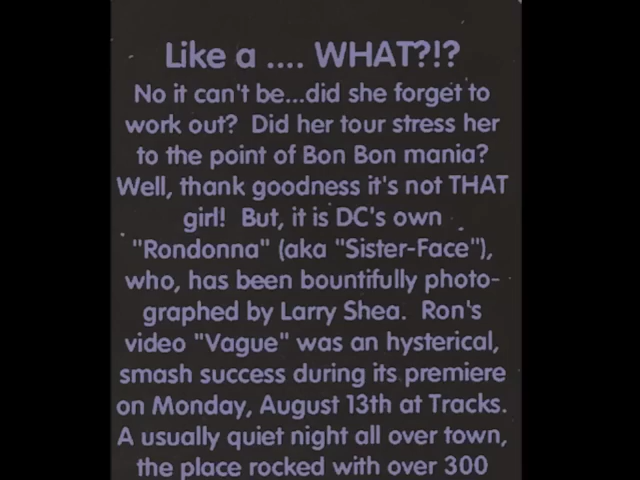 Like a .... WHAT?!?
No it can't be...did she forget to
work out? Did her tour stress her
to the point of Bon Bon mania?
Well, thank goodness it's not THAT
girl! But, it is DC's own
"Rondonna" (aka "Sister-Face"),
who, has been bountifully photo-
graphed by Larry Shea. Ron's
video "Vague" was an hysterical,
smash success during its premiere
on Monday, August 13th at Tracks.
A usually quiet night all over town,
the place rocked with over 300